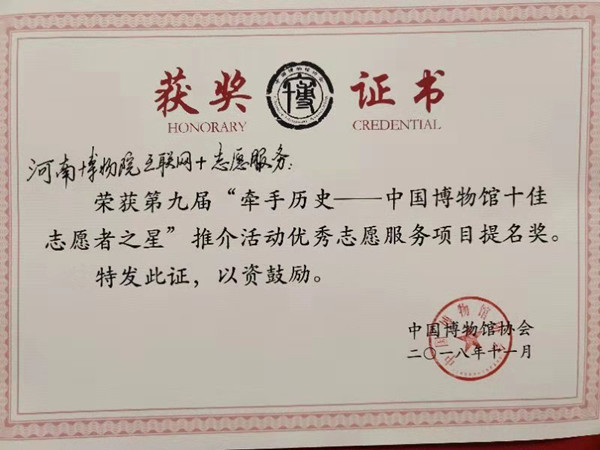 获奖 证书
HONORARY CREDENTIAL
河南博物院互联网+志愿服务:
荣获第九届“牵手历史——中国博物馆十佳
志愿者之星”推介活动优秀志愿服务项目提名奖。
特发此证，以资鼓励。
中国博物馆协会
二〇一八年十一月